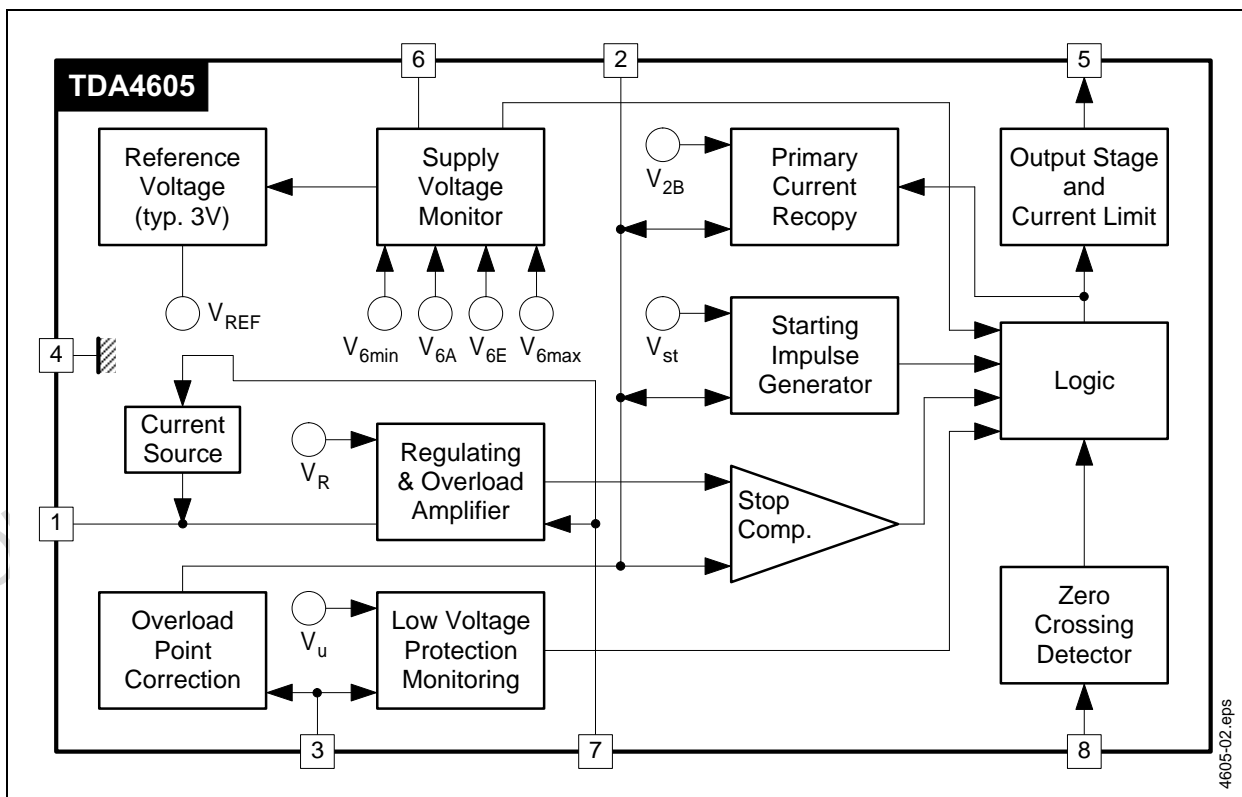 6
2
5
TDA4605
Reference
Voltage
(typ. 3V)
Supply
Voltage
Monitor
V2B
Primary
Current
Recopy
Output Stage
and
Current Limit
VREF
V6min
V6A
V6E
V6max
Vst
Starting
Impulse
Generator
Logic
4
Current
Source
VR
Regulating
& Overload
Amplifier
Stop
Comp.
1
Overload
Point
Correction
Vu
Low Voltage
Protection
Monitoring
Zero
Crossing
Detector
3
7
8
4605-02.eps